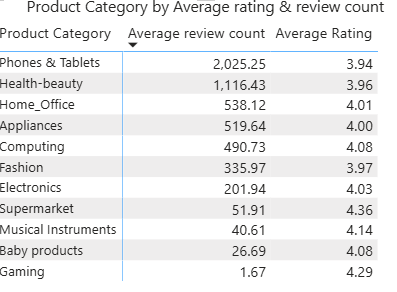 Product Category by Average rating & review count
Product Category Average review count Average Rating
Phones & Tablets 2,025.25 3.94
Health-beauty 1,116.43 3.96
Home_Office 538.12 4.01
Appliances 519.64 4.00
Computing 490.73 4.08
Fashion 335.97 3.97
Electronics 201.94 4.03
Supermarket 51.91 4.36
Musical Instruments 40.61 4.14
Baby products 26.69 4.08
Gaming 1.67 4.29